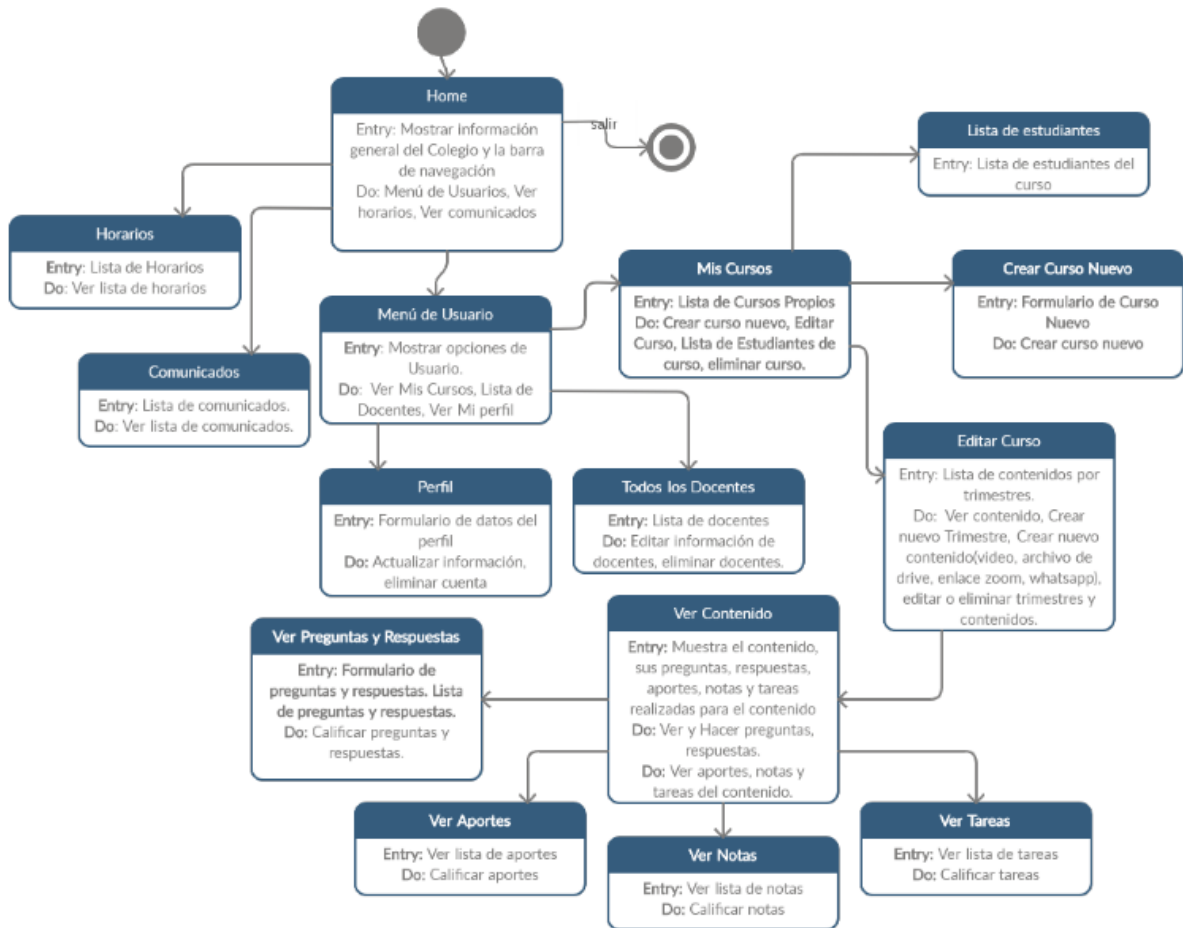 Home
Entry: Mostrar información
general del Colegio y la barra
de navegación
Do: Menú de Usuarios, Ver
horarios, Ver comunicados
salir
Lista de estudiantes
Entry: Lista de estudiantes del
curso
Horarios
Entry: Lista de Horarios
Do: Ver lista de horarios
Mis Cursos
Entry: Lista de Cursos Propios
Do: Crear curso nuevo, Editar
Curso, Lista de Estudiantes de
curso, eliminar curso.
Crear Curso Nuevo
Entry: Formulario de Curso
Nuevo
Do: Crear curso nuevo
Menú de Usuario
Entry: Mostrar opciones de
Usuario.
Do: Ver Mis Cursos, Lista de
Docentes, Ver Mi perfil
Comunicados
Entry: Lista de comunicados.
Do: Ver lista de comunicados.
Editar Curso
Entry: Lista de contenidos por
trimestres.
Do: Ver contenido, Crear
nuevo Trimestre, Crear nuevo
contenido(video, archivo de
drive, enlace zoom, whatsapp),
editar o eliminar trimestres y
contenidos.
Perfil
Entry: Formulario de datos del
perfil
Do: Actualizar información,
eliminar cuenta
Todos los Docentes
Entry: Lista de docentes
Do: Editar información de
docentes, eliminar docentes.
Ver Contenido
Entry: Muestra el contenido,
sus preguntas, respuestas,
aportes, notas y tareas
realizadas para el contenido
Do: Ver y Hacer preguntas,
respuestas.
Do: Ver aportes, notas y
tareas del contenido.
Ver Preguntas y Respuestas
Entry: Formulario de
preguntas y respuestas. Lista
de preguntas y respuestas.
Do: Calificar preguntas y
respuestas.
Ver Aportes
Entry: Ver lista de aportes
Do: Calificar aportes
Ver Notas
Entry: Ver lista de notas
Do: Calificar notas
Ver Tareas
Entry: Ver lista de tareas
Do: Calificar tareas